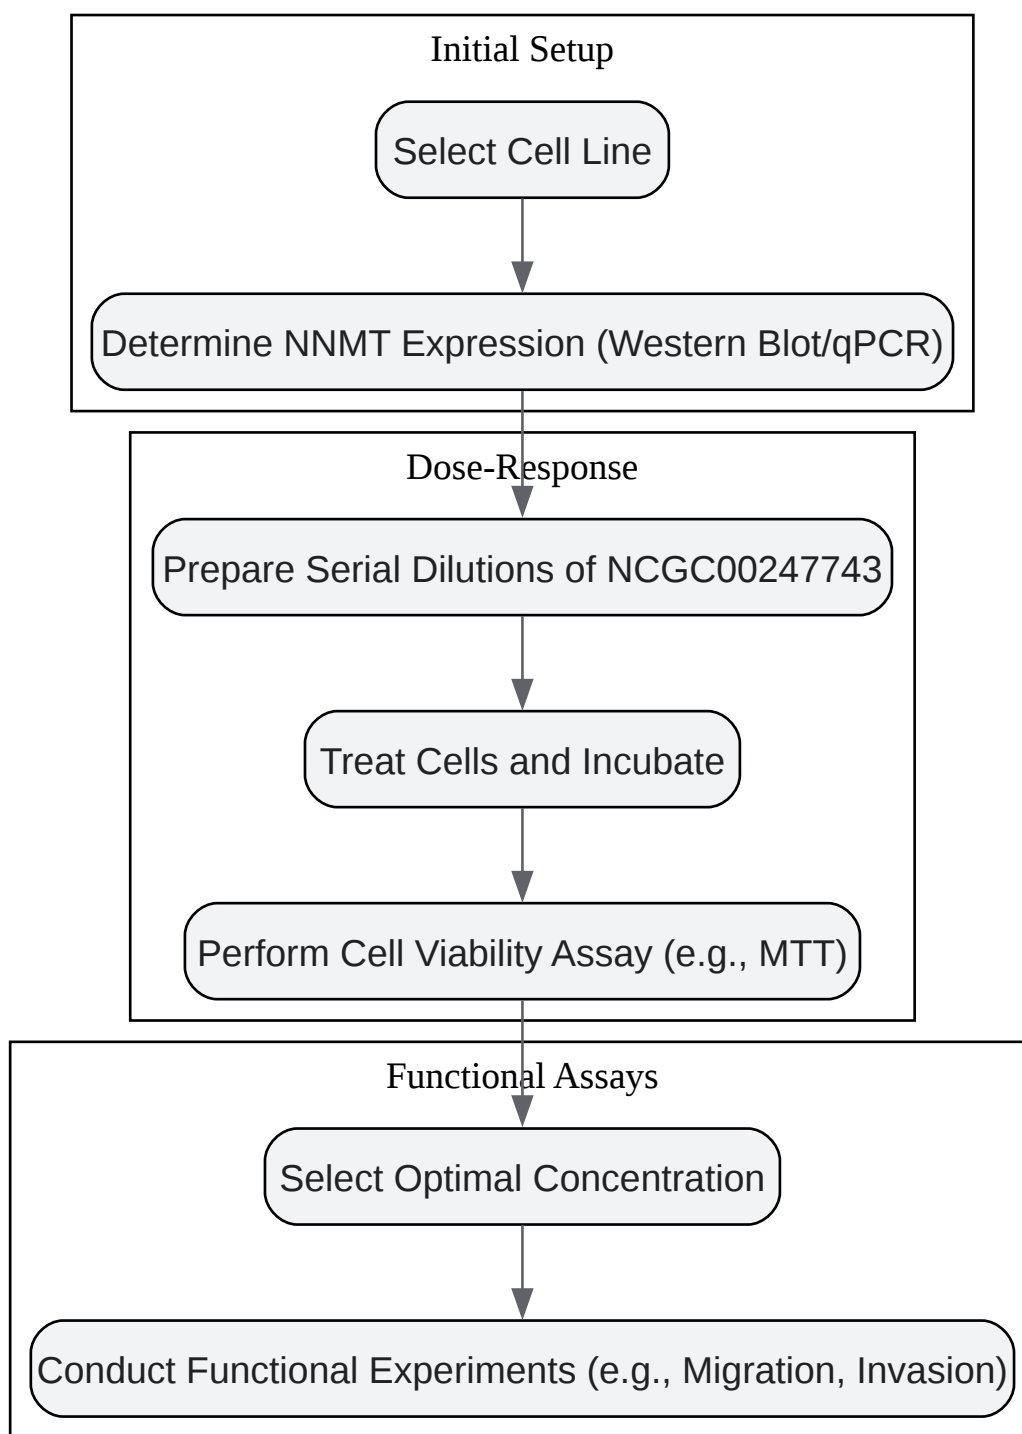 Initial Setup
Select Cell Line
Determine NNMT Expression (Western Blot/qPCR)
Dose-Response
Prepare Serial Dilutions of NCGC00247743
Treat Cells and Incubate
Perform Cell Viability Assay (e.g., MTT)
Functional Assays
Select Optimal Concentration
Conduct Functional Experiments (e.g., Migration, Invasion)